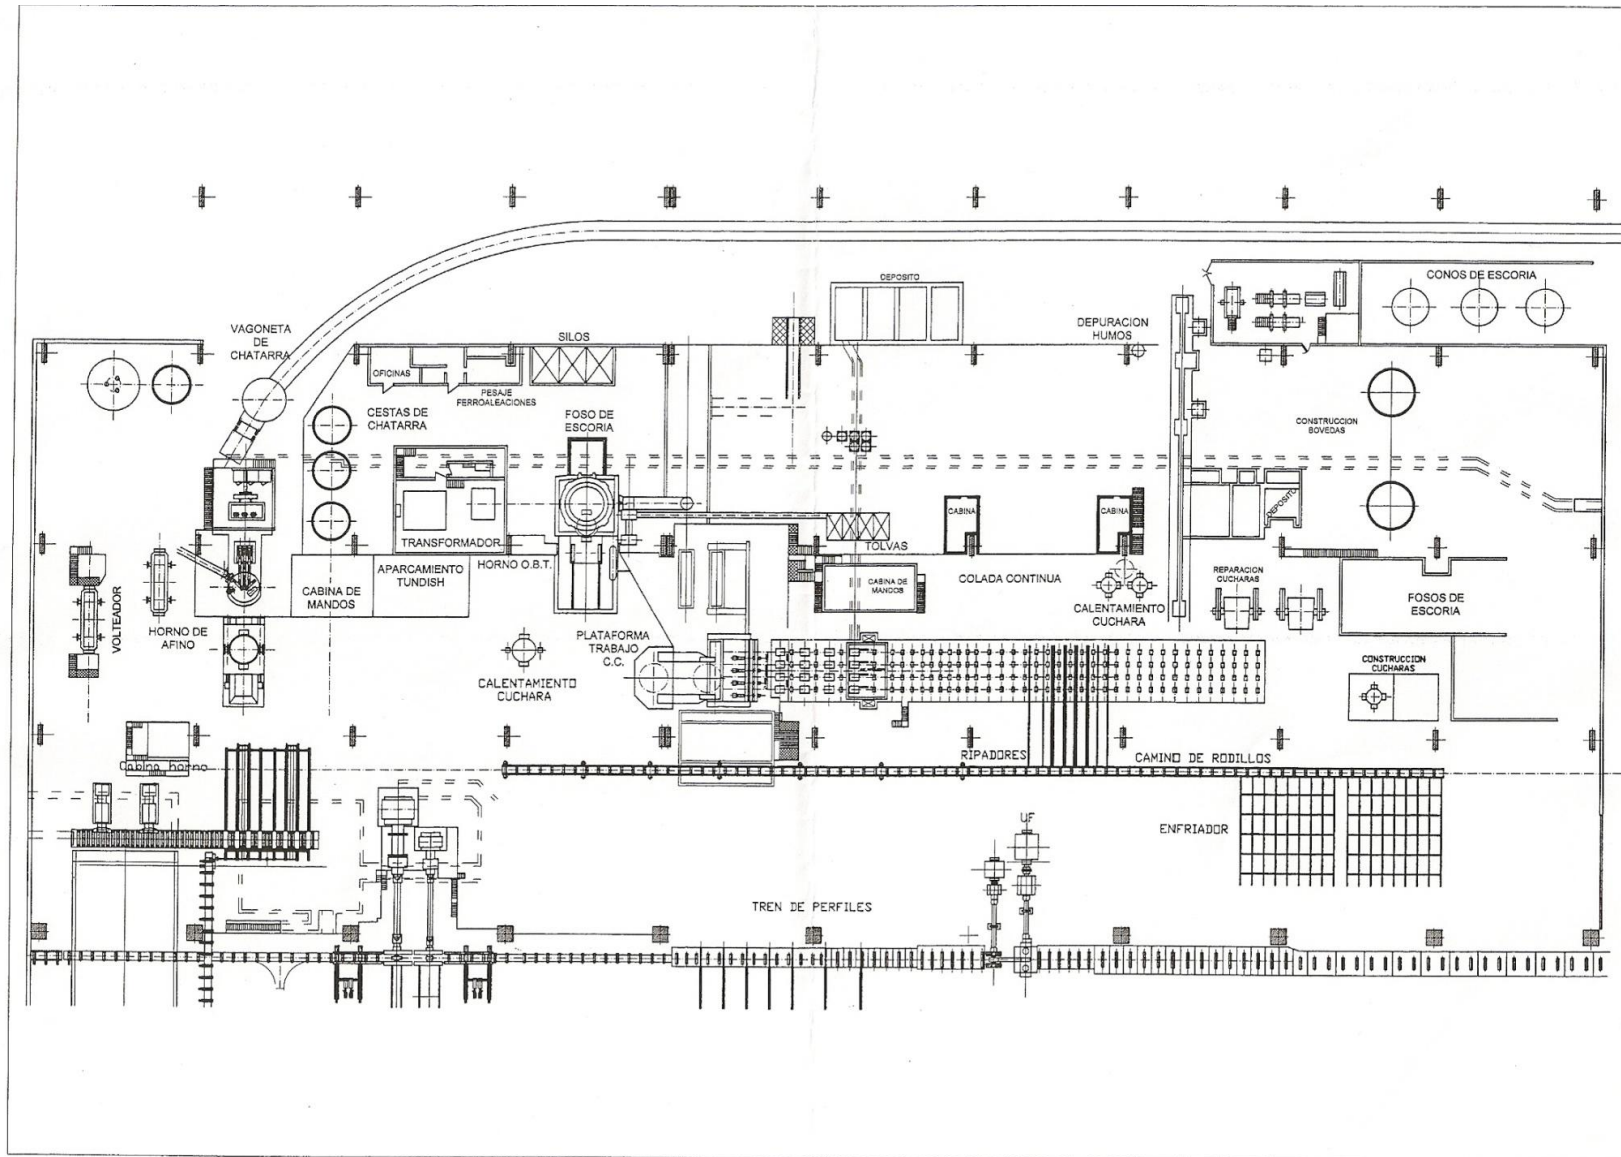 DEPOSITO
CONOS DE ESCORIA
VAGONETA
DE
CHATARRA
SILOS
DEPURACION
HUMOS
OFICINAS
PESAJE
FERROALEACIONES
CESTAS DE
CHATARRA
FOSO DE
ESCORIA
CONSTRUCCION
BOVEDAS
CABINA
CABINA
DEPOSITO
TRANSFORMADOR
TOLVAS
HORNO O.B.T.
APARCAMIENTO
TUNDISH
CABINA DE
MANDOS
CABINA DE
MANDOS
COLADA CONTINUA
REPARACION
CUCHARAS
FOSOS DE
ESCORIA
VOLTEADOR
HORNO DE
AFINO
CALENTAMIENTO
CUCHARA
PLATAFORMA
TRABAJO
C.C.
CONSTRUCCION
CUCHARAS
CALENTAMIENTO
CUCHARA
RIPADORES
CAMINO DE RODILLOS
Cabina horno
UF
ENFRIADOR
TREN DE PERFILES